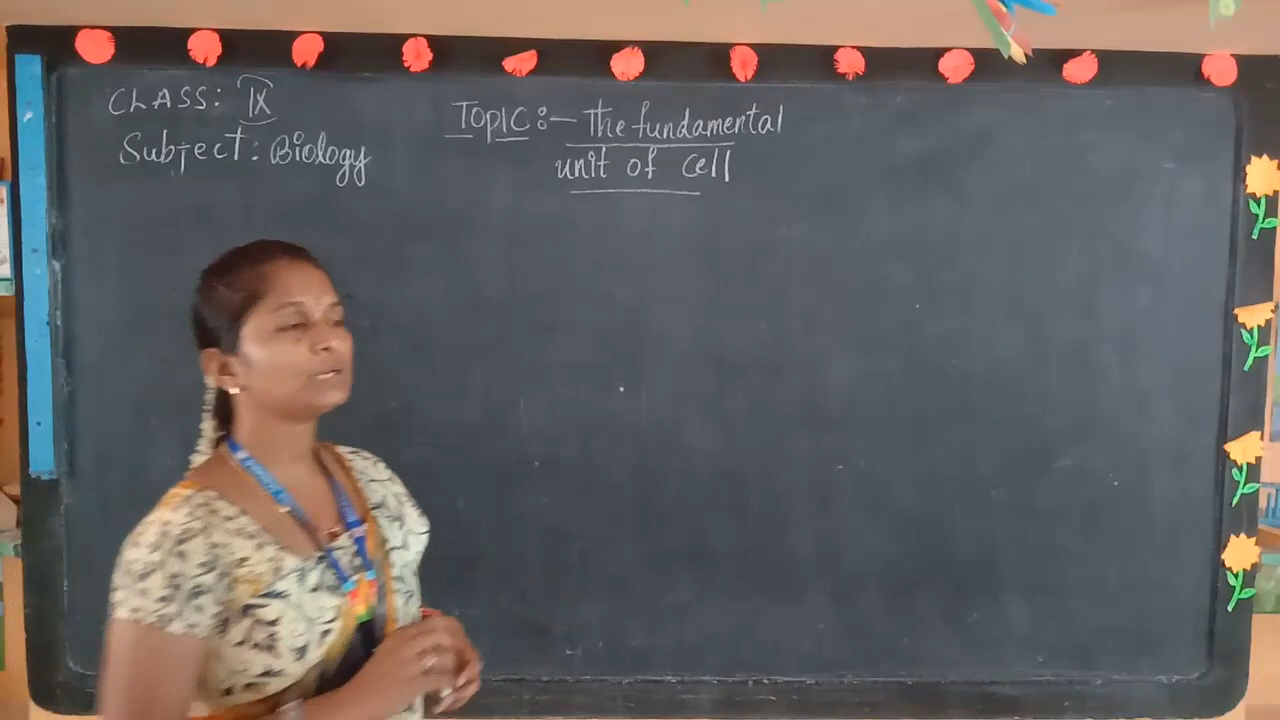 CLASS: IX
Subject: Biology
TOPIC:- The fundamental
unit of cell